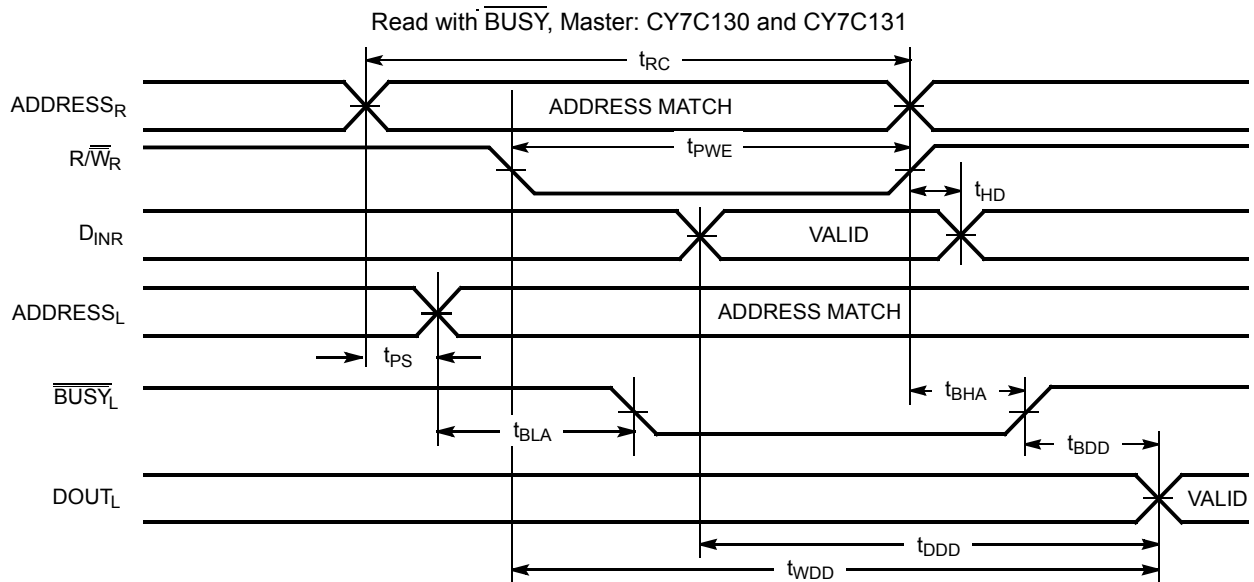 Read with BUSY, Master: CY7C130 and CY7C131
tRC
ADDRESSR
ADDRESS MATCH
R/WR
tPWE
tHD
DINR
VALID
ADDRESSL
ADDRESS MATCH
tPS
BUSYL
tBHA
tBLA
tBDD
DOUTL
VALID
tDDD
tWDD